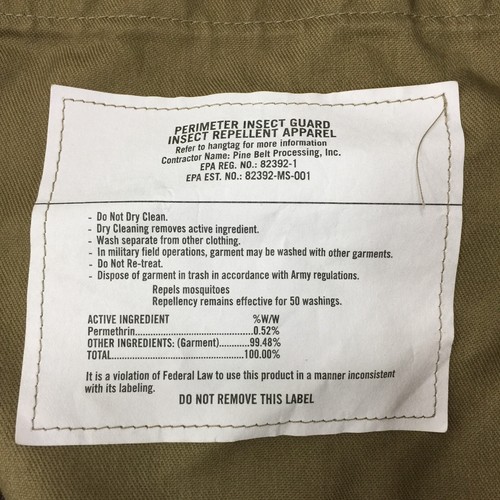 PERIMETER INSECT GUARD
INSECT REPELLENT APPAREL
Refer to hangtag for more information
Contractor Name: Pine Belt Processing, Inc.
EPA REG. NO.: 82392-1
EPA EST. NO.: 82392-MS-001
- Do Not Dry Clean.
- Dry Cleaning removes active ingredient.
- Wash separate from other clothing.
- In military field operations, garment may be washed with other garments.
- Do Not Re-treat.
- Dispose of garment in trash in accordance with Army regulations.
Repels mosquitoes
Repellency remains effective for 50 washings.
ACTIVE INGREDIENT %W/W
Permethrin..........................................0.52%
OTHER INGREDIENTS: (Garment)...........99.48%
TOTAL..............................................100.00%
It is a violation of Federal Law to use this product in a manner inconsistent
with its labeling.
DO NOT REMOVE THIS LABEL